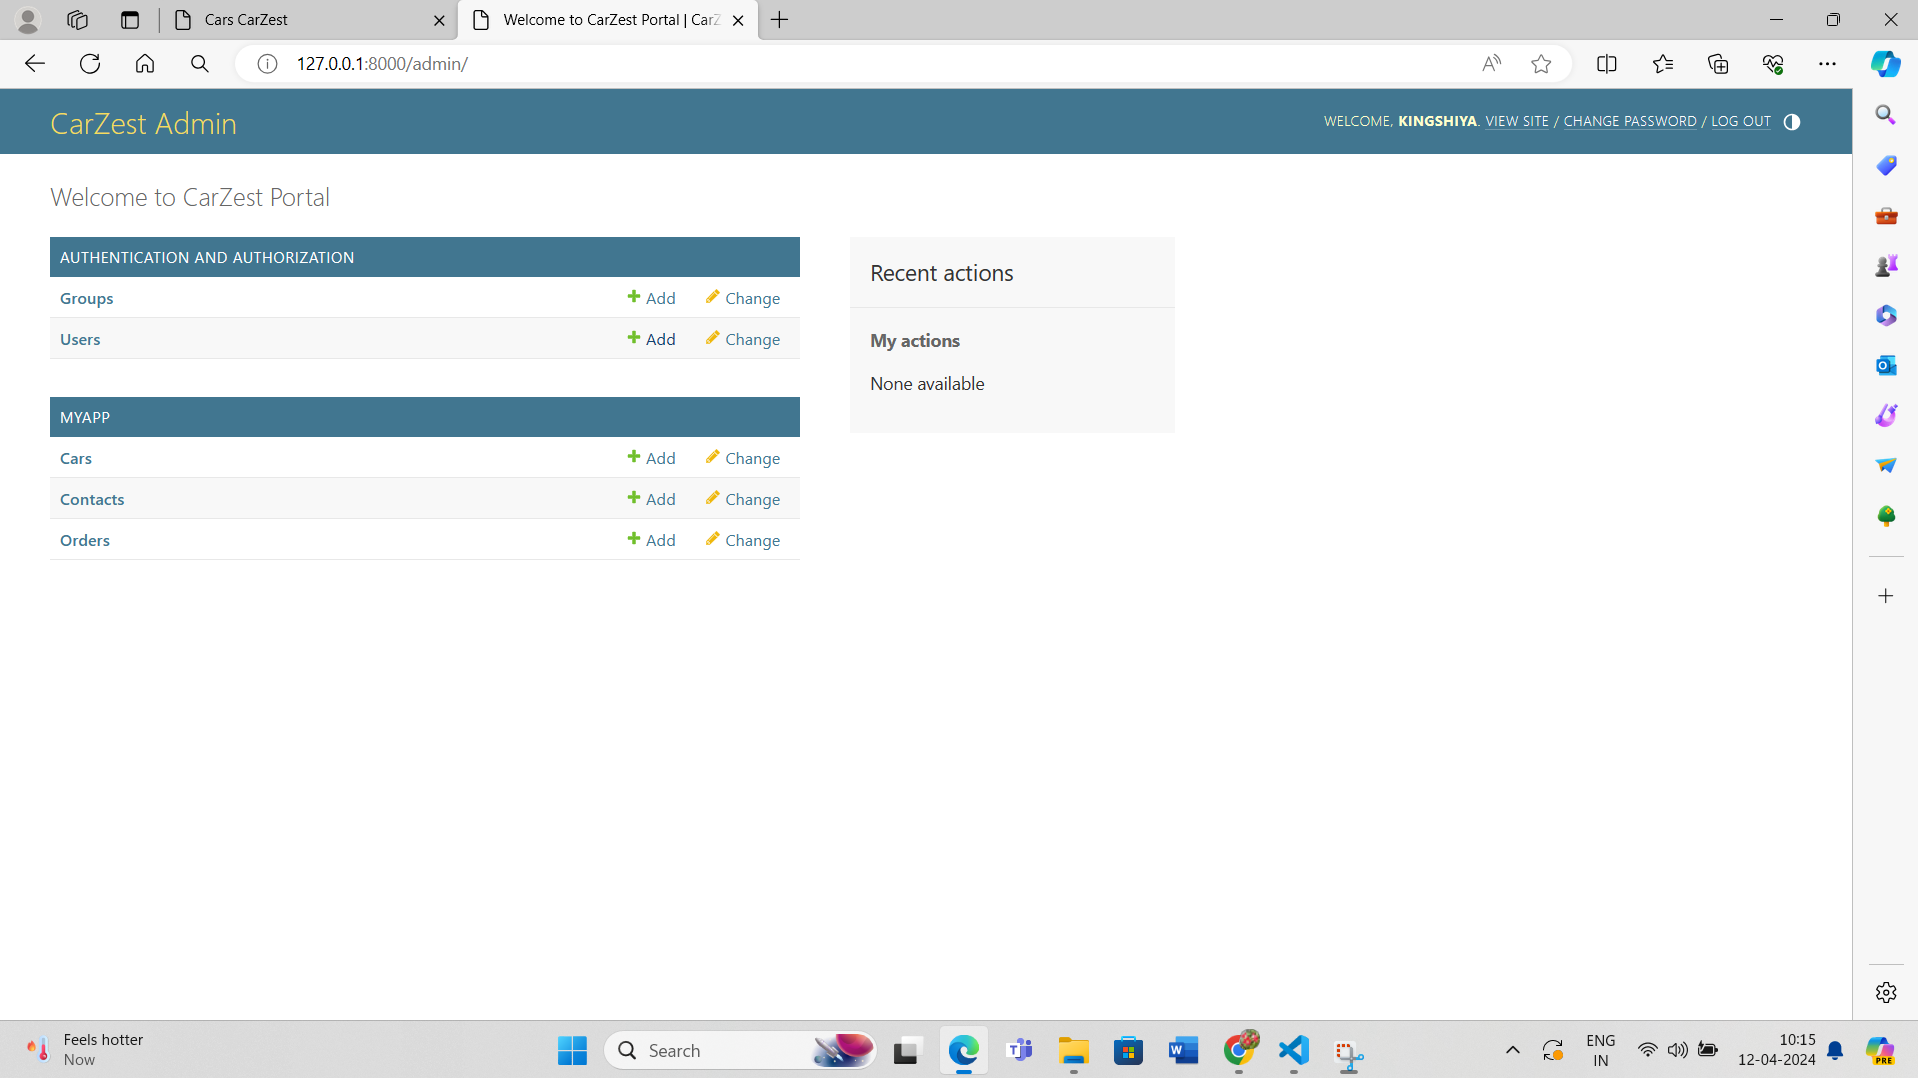 Cars CarZest
Welcome to CarZest Portal | CarZ
127.0.0.1:8000/admin/
CarZest Admin
WELCOME, KINGSHIYA. VIEW SITE / CHANGE PASSWORD / LOG OUT
Welcome to CarZest Portal
AUTHENTICATION AND AUTHORIZATION
Groups Add Change
Users Add Change
MYAPP
Cars Add Change
Contacts Add Change
Orders Add Change
Recent actions
My actions
None available
Feels hotter
Now
Search
ENG
IN
10:15
12-04-2024
PRE